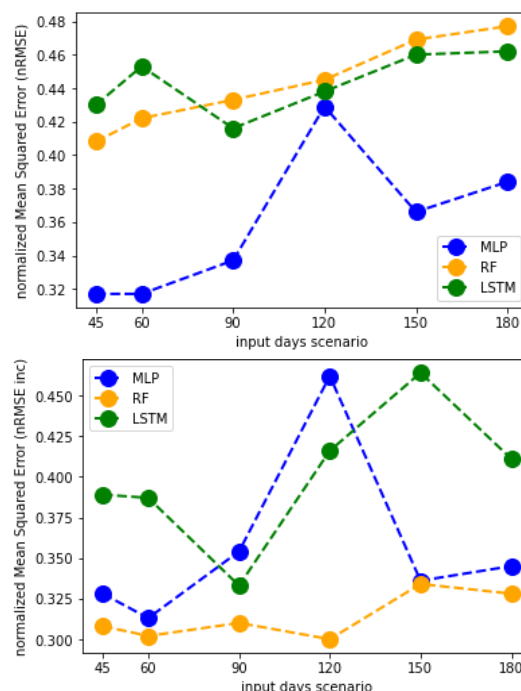 normalized Mean Squared Error (nRMSE)
0.48
0.46
0.44
0.42
0.40
0.38
0.36
0.34
0.32
MLP
RF
LSTM
45 60 90 120 150 180
input days scenario
normalized Mean Squared Error (nRMSE inc)
0.450
0.425
0.400
0.375
0.350
0.325
0.300
MLP
RF
LSTM
45 60 90 120 150 180
input days scenario